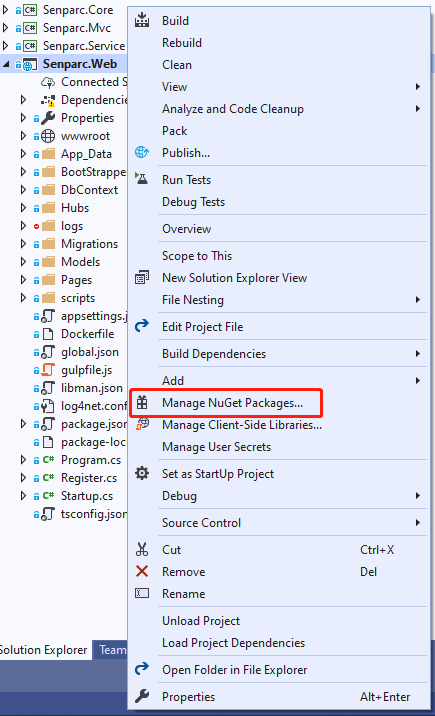 Senparc.Core
Senparc.Mvc
Senparc.Service
Senparc.Web
Connected S
Dependencie
Properties
wwwroot
App_Data
BootStrappe
DbContext
Hubs
logs
Migrations
Models
Pages
scripts
appsettings.j
Dockerfile
global.json
gulpfile.js
libman.json
log4net.conf
package.json
package-loc
Program.cs
Register.cs
Startup.cs
tsconfig.json
Solution Explorer
Team
Build
Rebuild
Clean
View
Analyze and Code Cleanup
Pack
Publish...
Run Tests
Debug Tests
Overview
Scope to This
New Solution Explorer View
File Nesting
Edit Project File
Build Dependencies
Add
Manage NuGet Packages...
Manage Client-Side Libraries...
Manage User Secrets
Set as StartUp Project
Debug
Source Control
Cut Ctrl+X
Remove Del
Rename
Unload Project
Load Project Dependencies
Open Folder in File Explorer
Properties Alt+Enter